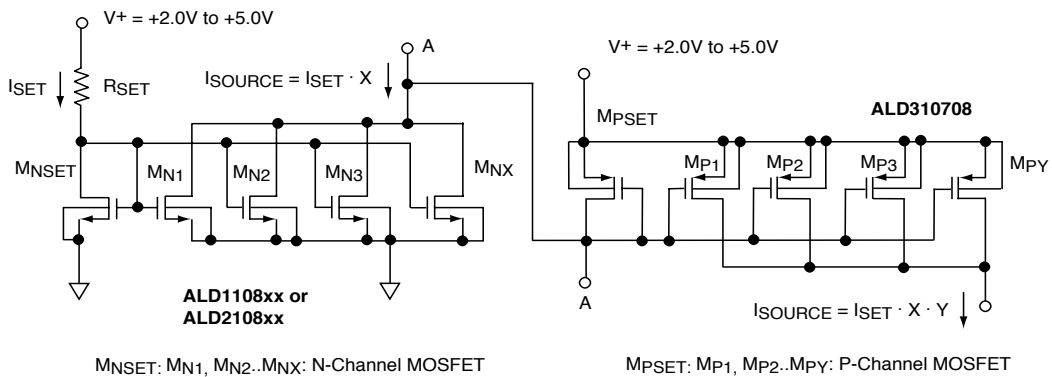 V+ = +2.0V to +5.0V
A
V+ = +2.0V to +5.0V
ISET
RSET
ISOURCE = ISET · X
MPSET
ALD310708
MNSET
MN1
MN2
MN3
MNX
MP1
MP2
MP3
MPY
A
ALD1108xx or
ALD2108xx
ISOURCE = ISET · X · Y
MNSET: MN1, MN2..MNX: N-Channel MOSFET
MPSET: MP1, MP2..MPY: P-Channel MOSFET